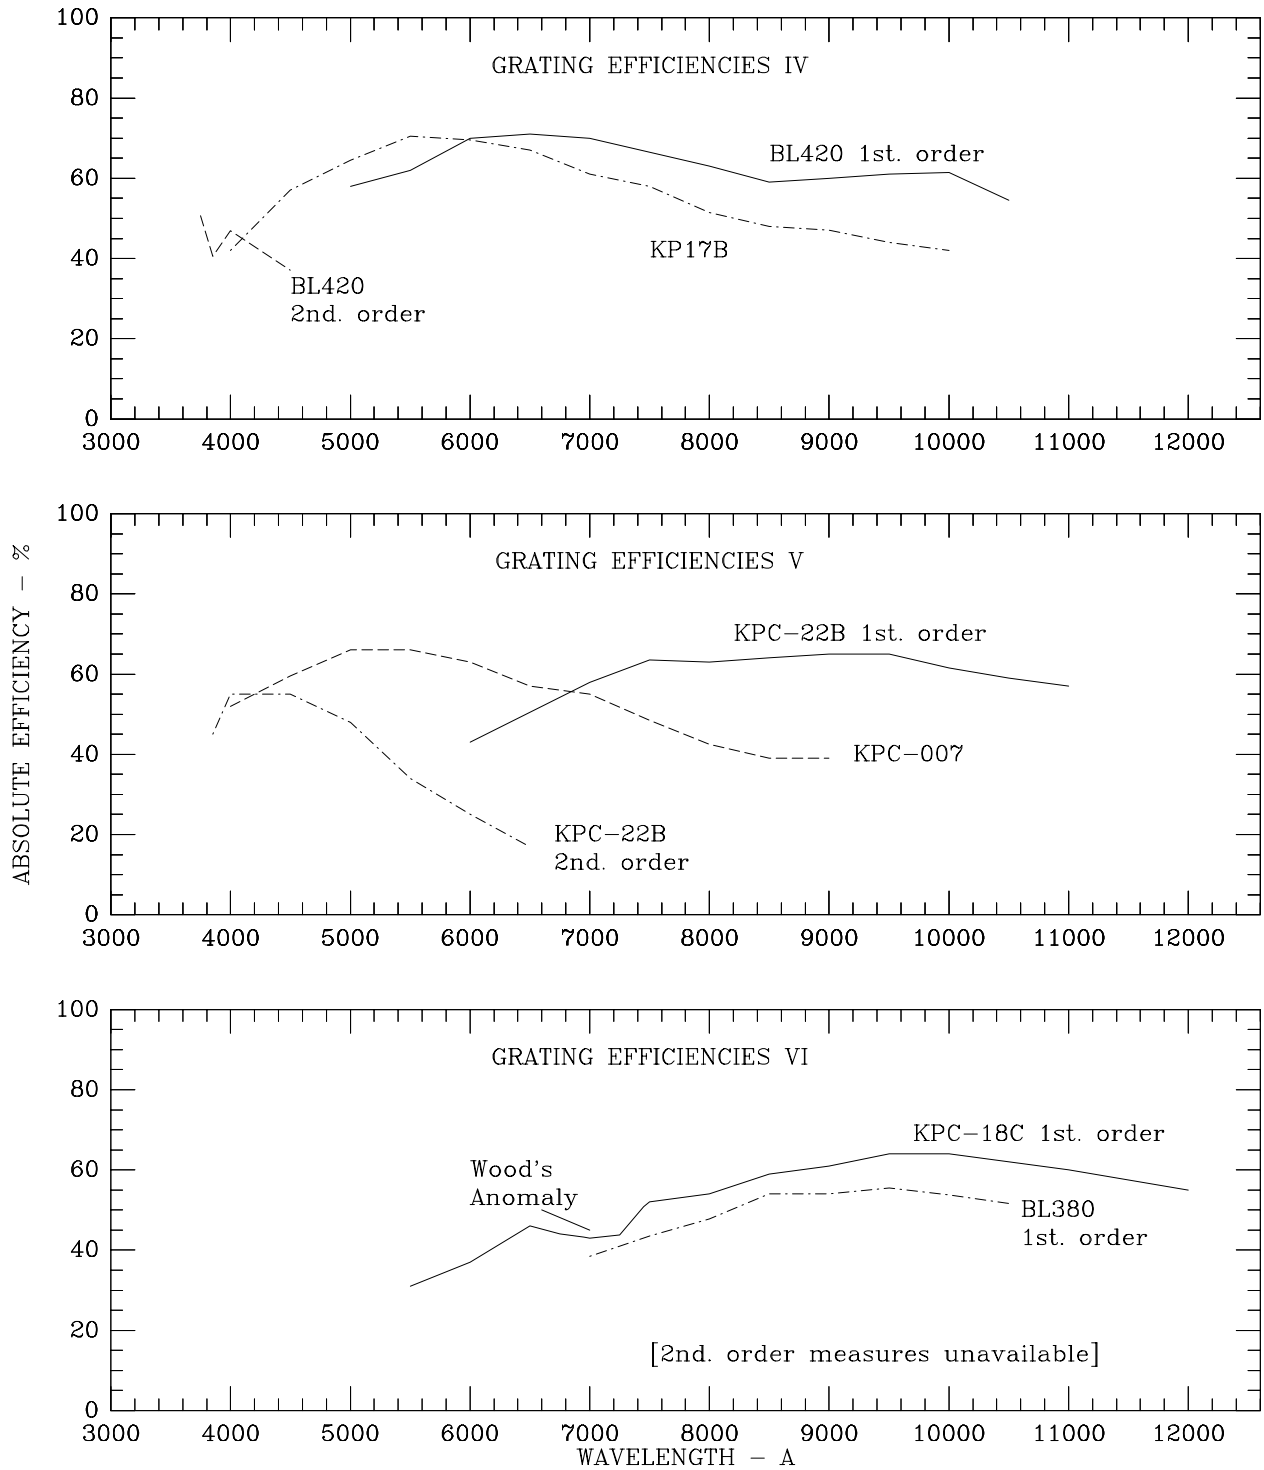 100
GRATING EFFICIENCIES IV
80
BL420 1st. order
60
KP17B
40
BL420
2nd. order
20
0
3000 4000 5000 6000 7000 8000 9000 10000 11000 12000
ABSOLUTE EFFICIENCY - %
100
GRATING EFFICIENCIES V
80
KPC-22B 1st. order
60
KPC-007
40
KPC-22B
2nd. order
20
0
3000 4000 5000 6000 7000 8000 9000 10000 11000 12000
100
GRATING EFFICIENCIES VI
80
KPC-18C 1st. order
60
Wood's
Anomaly
BL380
1st. order
40
20
[2nd. order measures unavailable]
0
3000 4000 5000 6000 7000 8000 9000 10000 11000 12000
WAVELENGTH - A